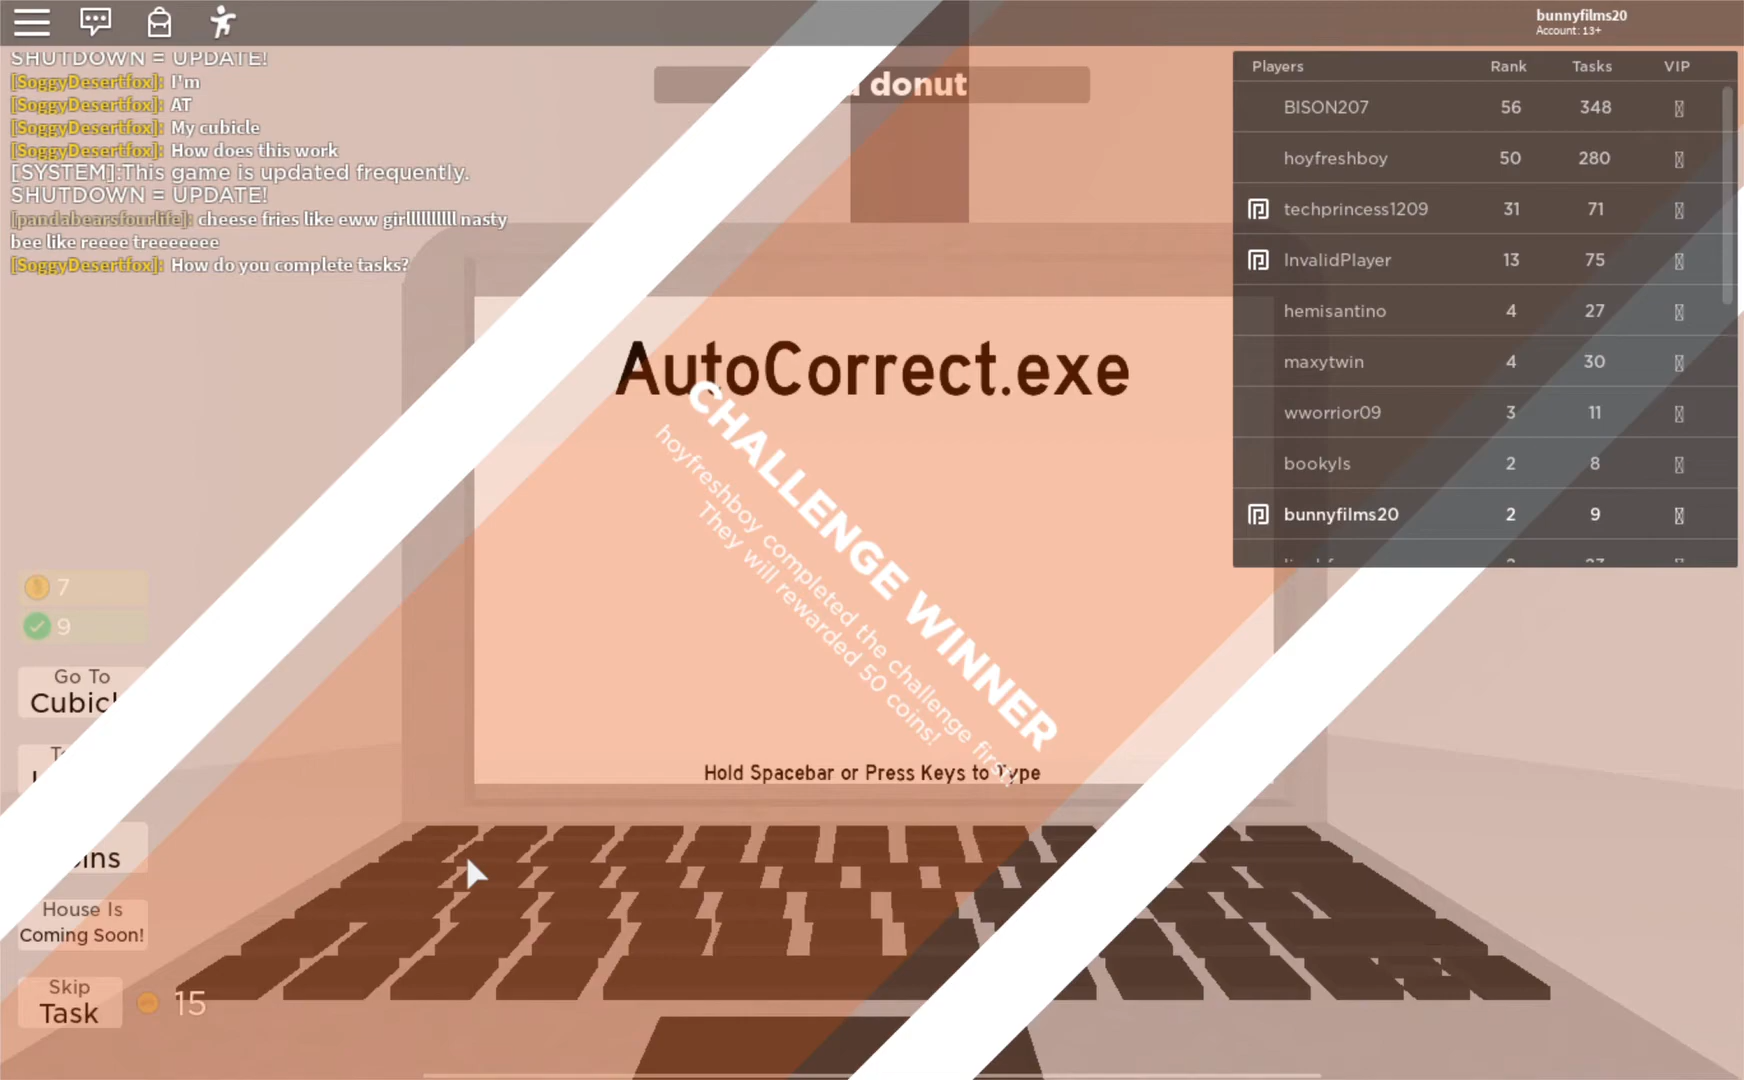 bunnyfilms20
Account: 13+
SHUTDOWN = UPDATE!
[SoggyDesertfox]: I'm
[SoggyDesertfox]: AT
[SoggyDesertfox]: My cubicle
[SoggyDesertfox]: How does this work
[SYSTEM]:This game is updated frequently.
SHUTDOWN = UPDATE!
[pandabearsfourlife]: cheese fries like eww girllllllllll nasty
bee like reeee treeeeeee
[SoggyDesertfox]: How do you complete tasks?
donut
Players Rank Tasks VIP
BISON207 56 348
hoyfreshboy 50 280
techprincess1209 31 71
InvalidPlayer 13 75
hemisantino 4 27
maxytwin 4 30
wworrior09 3 11
bookyls 2 8
bunnyfilms20 2 9
AutoCorrect.exe
CHALLENGE WINNER
hoyfreshboy completed the challenge first!
They will rewarded 50 coins!
Hold Spacebar or Press Keys to Type
7
9
Go To
House Is
Coming Soon!
Skip
Task
15